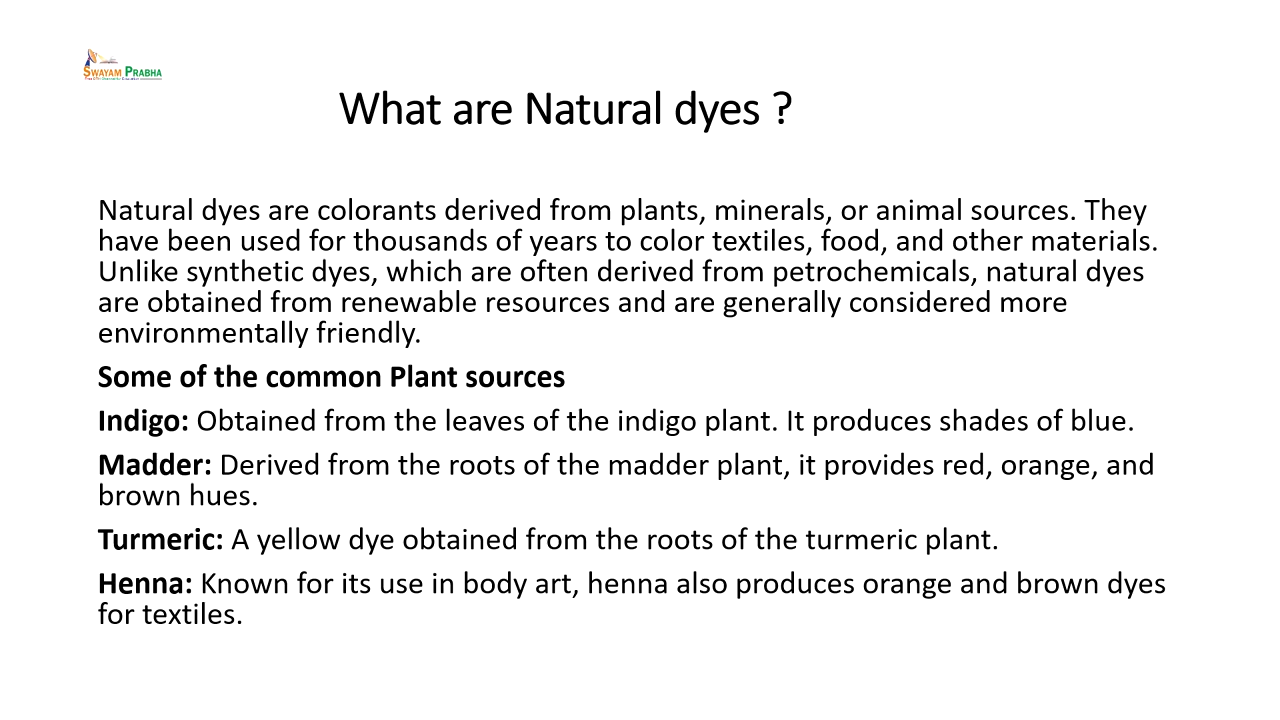 SWAYAM PRABHA
What are Natural dyes ?
Natural dyes are colorants derived from plants, minerals, or animal sources. They
have been used for thousands of years to color textiles, food, and other materials.
Unlike synthetic dyes, which are often derived from petrochemicals, natural dyes
are obtained from renewable resources and are generally considered more
environmentally friendly.
Some of the common Plant sources
Indigo: Obtained from the leaves of the indigo plant. It produces shades of blue.
Madder: Derived from the roots of the madder plant, it provides red, orange, and
brown hues.
Turmeric: A yellow dye obtained from the roots of the turmeric plant.
Henna: Known for its use in body art, henna also produces orange and brown dyes
for textiles.